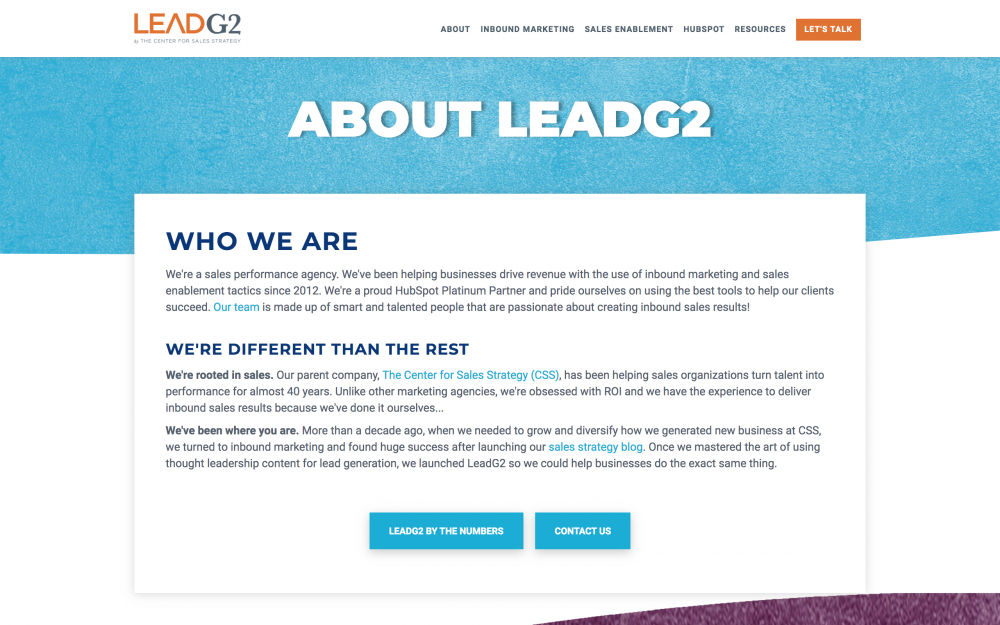 LEADG2
by THE CENTER FOR SALES STRATEGY
ABOUT INBOUND MARKETING SALES ENABLEMENT HUBSPOT RESOURCES LET'S TALK
ABOUT LEADG2
WHO WE ARE
We're a sales performance agency. We've been helping businesses drive revenue with the use of inbound marketing and sales
enablement tactics since 2012. We're a proud HubSpot Platinum Partner and pride ourselves on using the best tools to help our clients
succeed. Our team is made up of smart and talented people that are passionate about creating inbound sales results!
WE'RE DIFFERENT THAN THE REST
We're rooted in sales. Our parent company, The Center for Sales Strategy (CSS), has been helping sales organizations turn talent into
performance for almost 40 years. Unlike other marketing agencies, we're obsessed with ROI and we have the experience to deliver
inbound sales results because we've done it ourselves...
We've been where you are. More than a decade ago, when we needed to grow and diversify how we generated new business at CSS,
we turned to inbound marketing and found huge success after launching our sales strategy blog. Once we mastered the art of using
thought leadership content for lead generation, we launched LeadG2 so we could help businesses do the exact same thing.
LEADG2 BY THE NUMBERS CONTACT US